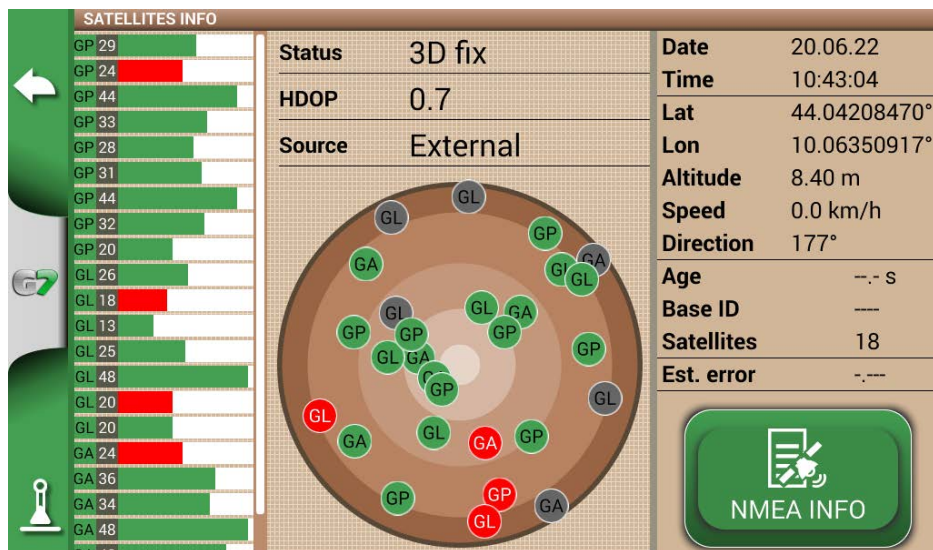 SATELLITES INFO
GP 29
GP 24
GP 44
GP 33
GP 28
GP 31
GP 44
GP 32
GP 20
GL 26
GL 18
GL 13
GL 25
GL 48
GL 20
GL 20
GA 24
GA 36
GA 34
GA 48
G7
Status 3D fix
HDOP 0.7
Source External
GL
GL
GP
GA
GA
GL
GL
GL
GA
GL
GP
GP
GP
GP
GL
GA
GP
GL
GL
GA
GL
GA
GP
GP
GP
GA
GL
Date 20.06.22
Time 10:43:04
Lat 44.04208470°
Lon 10.06350917°
Altitude 8.40 m
Speed 0.0 km/h
Direction 177°
Age --.- s
Base ID ----
Satellites 18
Est. error -.---
NMEA INFO